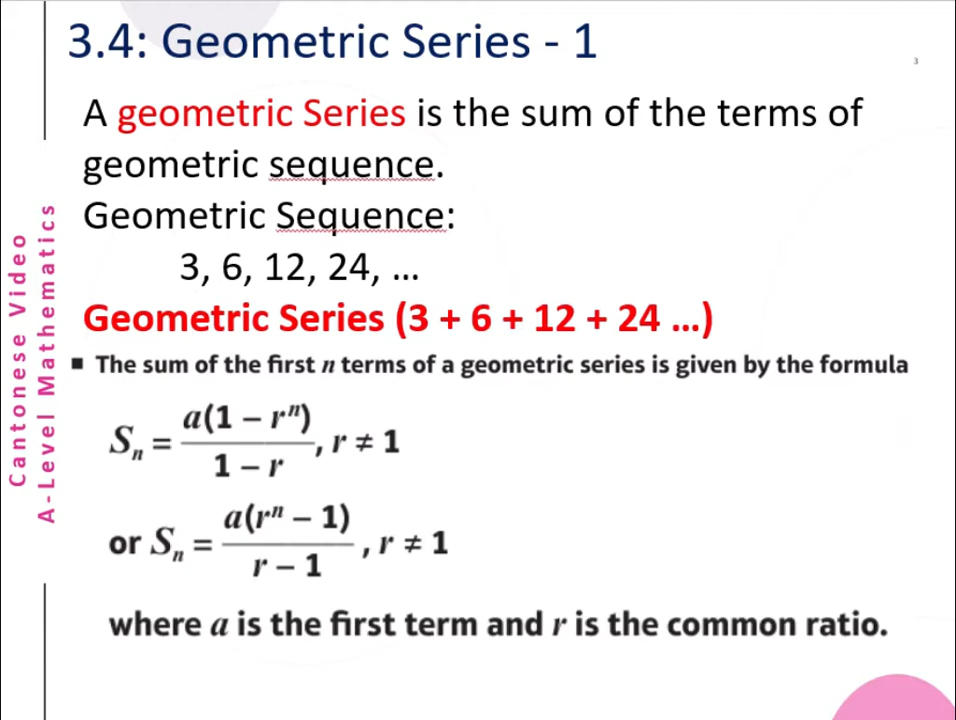 3.4: Geometric Series - 1
3
A geometric Series is the sum of the terms of
geometric sequence.
Geometric Sequence:
3, 6, 12, 24, ...
Geometric Series (3 + 6 + 12 + 24 ...)
■ The sum of the first n terms of a geometric series is given by the formula
Sₙ = a(1 − rⁿ) / 1 − r , r ≠ 1
or Sₙ = a(rⁿ − 1) / r − 1 , r ≠ 1
where a is the first term and r is the common ratio.
Cantonese Video
A-Level Mathematics